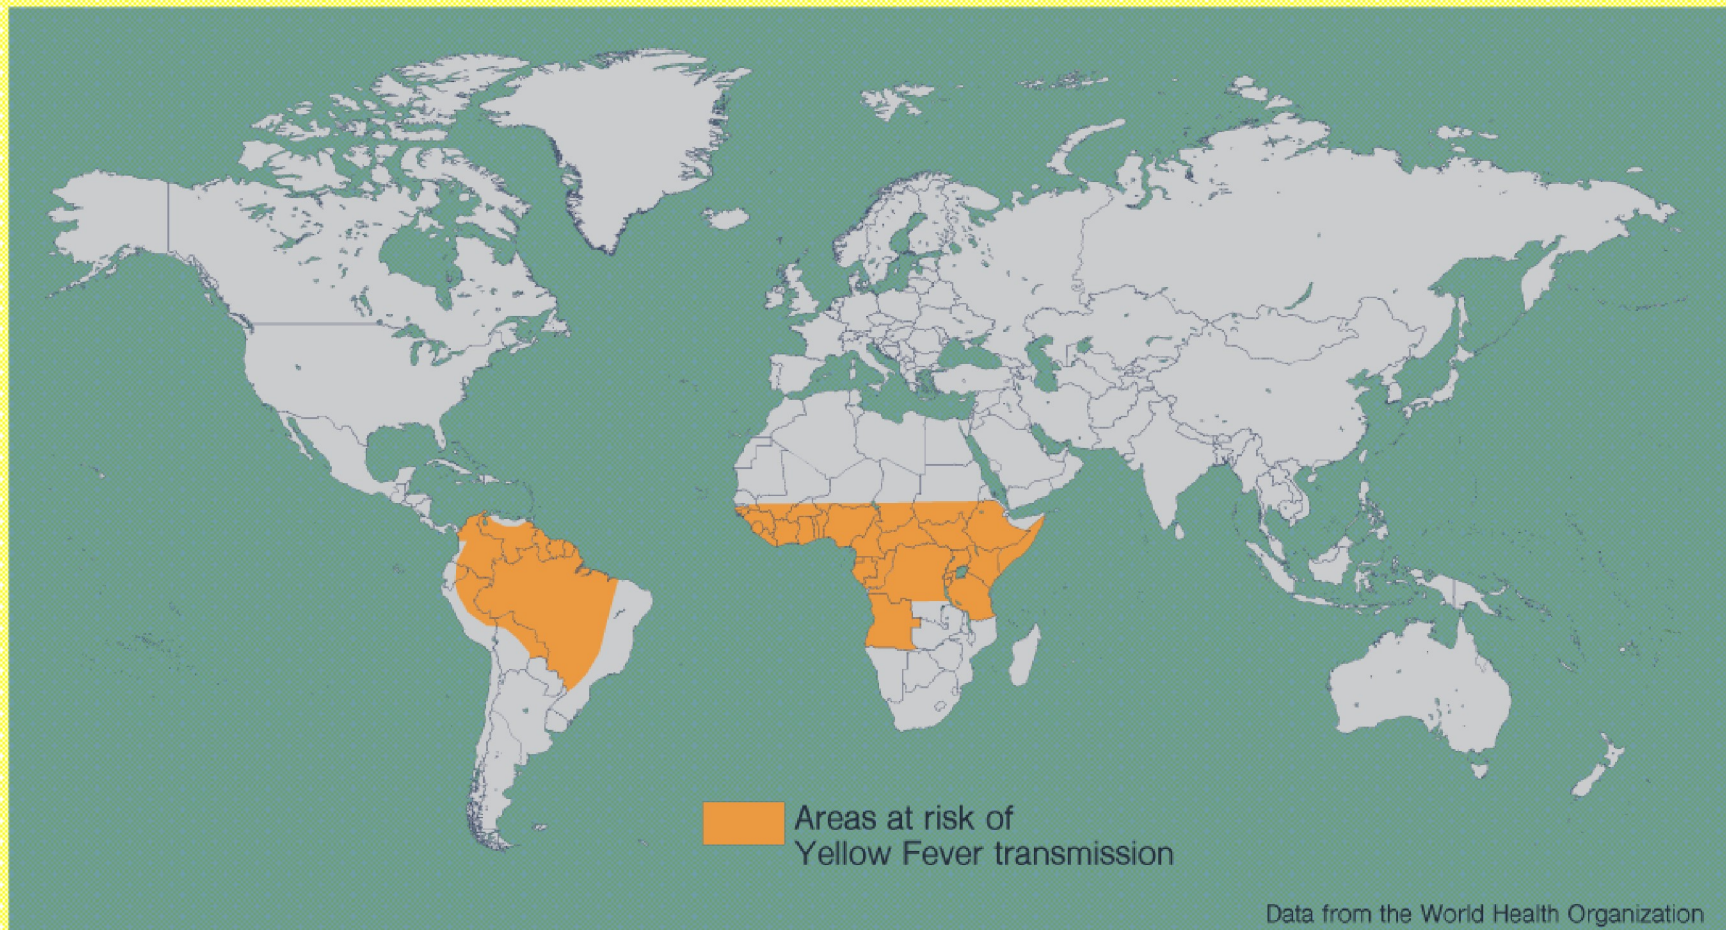 Areas at risk of
Yellow Fever transmission
Data from the World Health Organization